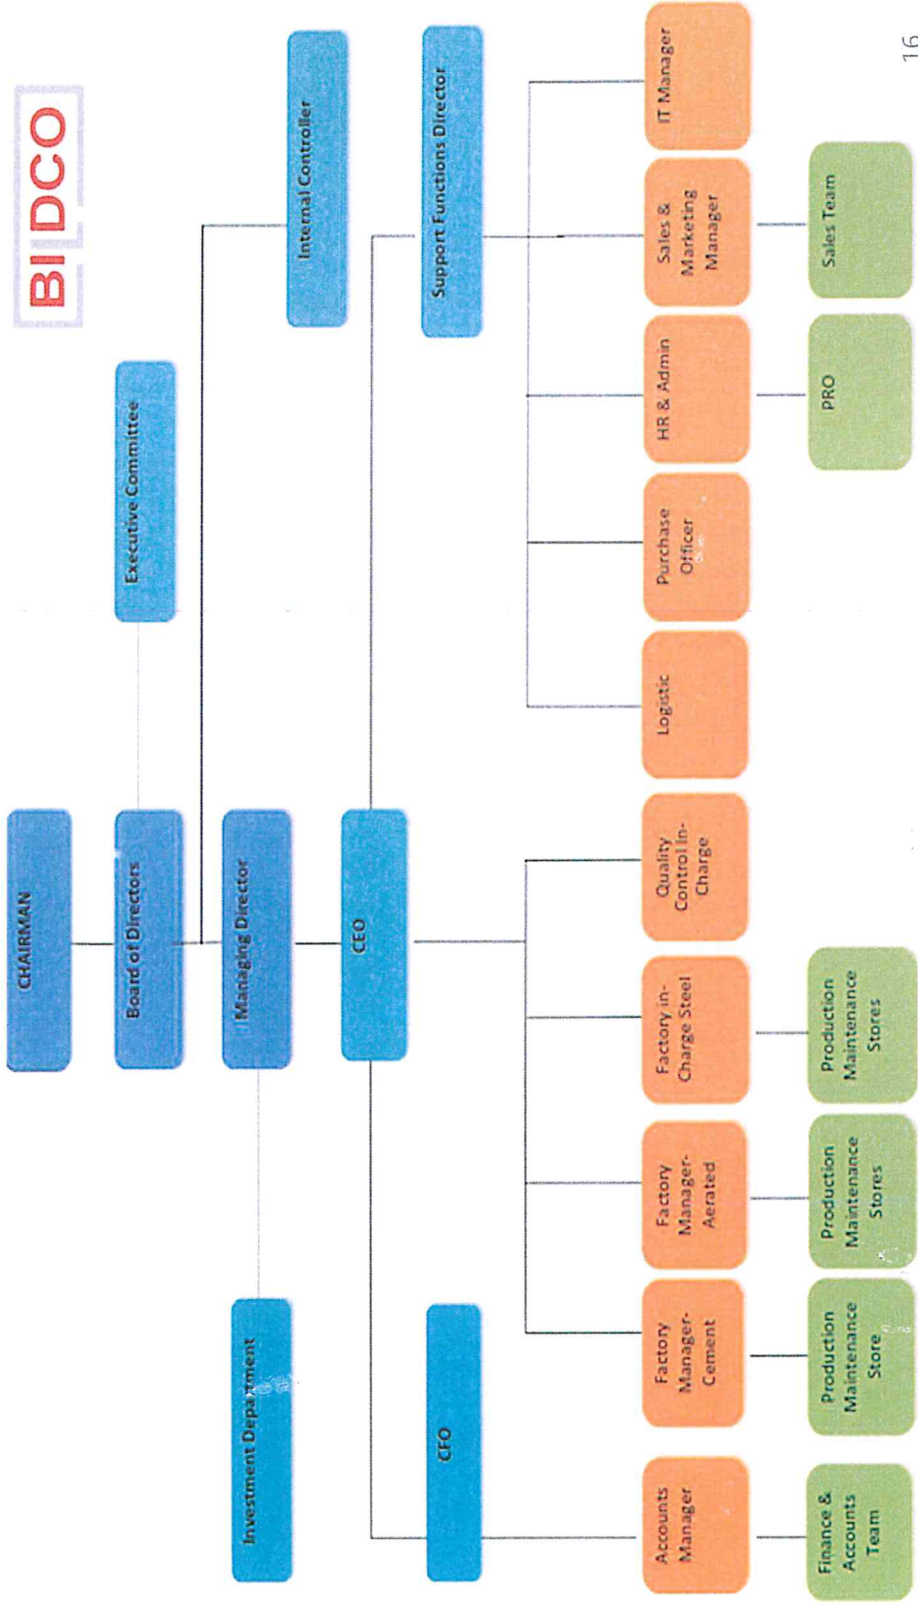 BI DCO
CHAIRMAN
Board of Directors
Executive Committee
Managing Director
Investment Department
Internal Controller
CEO
CFO
Support Functions Director
Accounts
Manager
Factory
Manager-
Cement
Factory
Manager-
Aerated
Factory in-
Charge Steel
Quality
Control In-
Charge
Logistic
Purchase
Officer
HR & Admin
Sales &
Marketing
Manager
IT Manager
Finance &
Accounts
Team
Production
Maintenance
Store
Production
Maintenance
Stores
Production
Maintenance
Stores
PRO
Sales Team
16